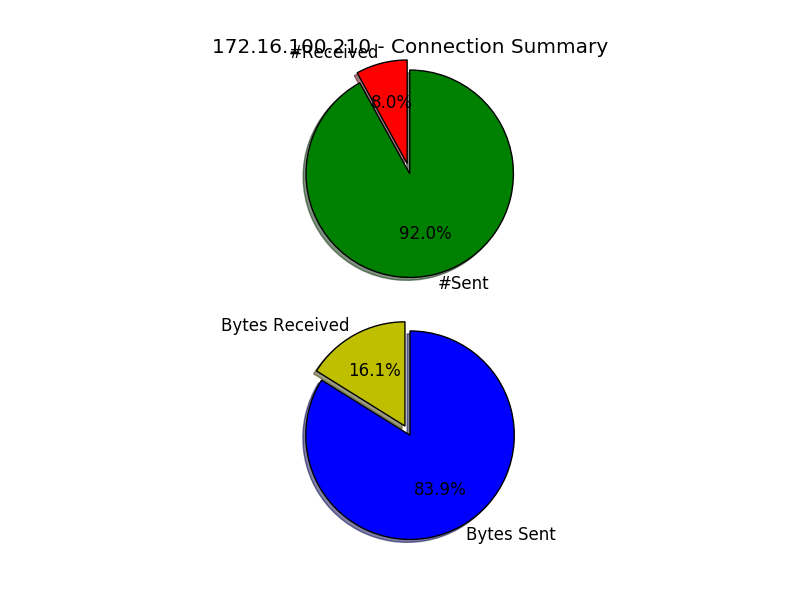 172.16.100.210 - Connection Summary
#Received
8.0%
92.0%
#Sent
Bytes Received
16.1%
83.9%
Bytes Sent